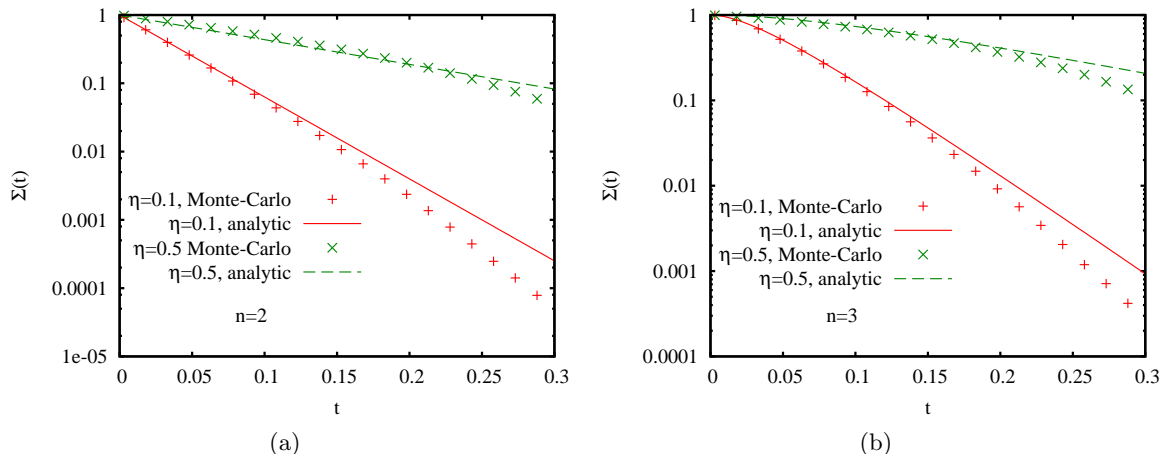 1
0.1
0.01
0.001
0.0001
1e-05
Σ(t)
η=0.1, Monte-Carlo
η=0.1, analytic
η=0.5 Monte-Carlo
η=0.5, analytic
n=2
0 0.05 0.1 0.15 0.2 0.25 0.3
t
(a)
1
0.1
0.01
0.001
0.0001
Σ(t)
η=0.1, Monte-Carlo
η=0.1, analytic
η=0.5, Monte-Carlo
η=0.5, analytic
n=3
0 0.05 0.1 0.15 0.2 0.25 0.3
t
(b)